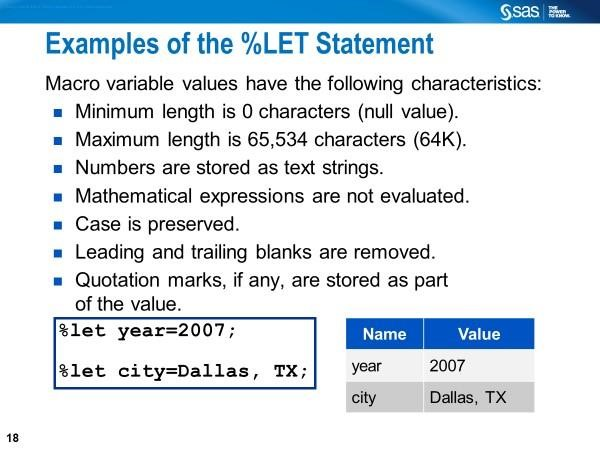 sas THE POWER TO KNOW.
Examples of the %LET Statement
Macro variable values have the following characteristics:
Minimum length is 0 characters (null value).
Maximum length is 65,534 characters (64K).
Numbers are stored as text strings.
Mathematical expressions are not evaluated.
Case is preserved.
Leading and trailing blanks are removed.
Quotation marks, if any, are stored as part
of the value.
%let year=2007;
%let city=Dallas, TX;
Name Value
year 2007
city Dallas, TX
18